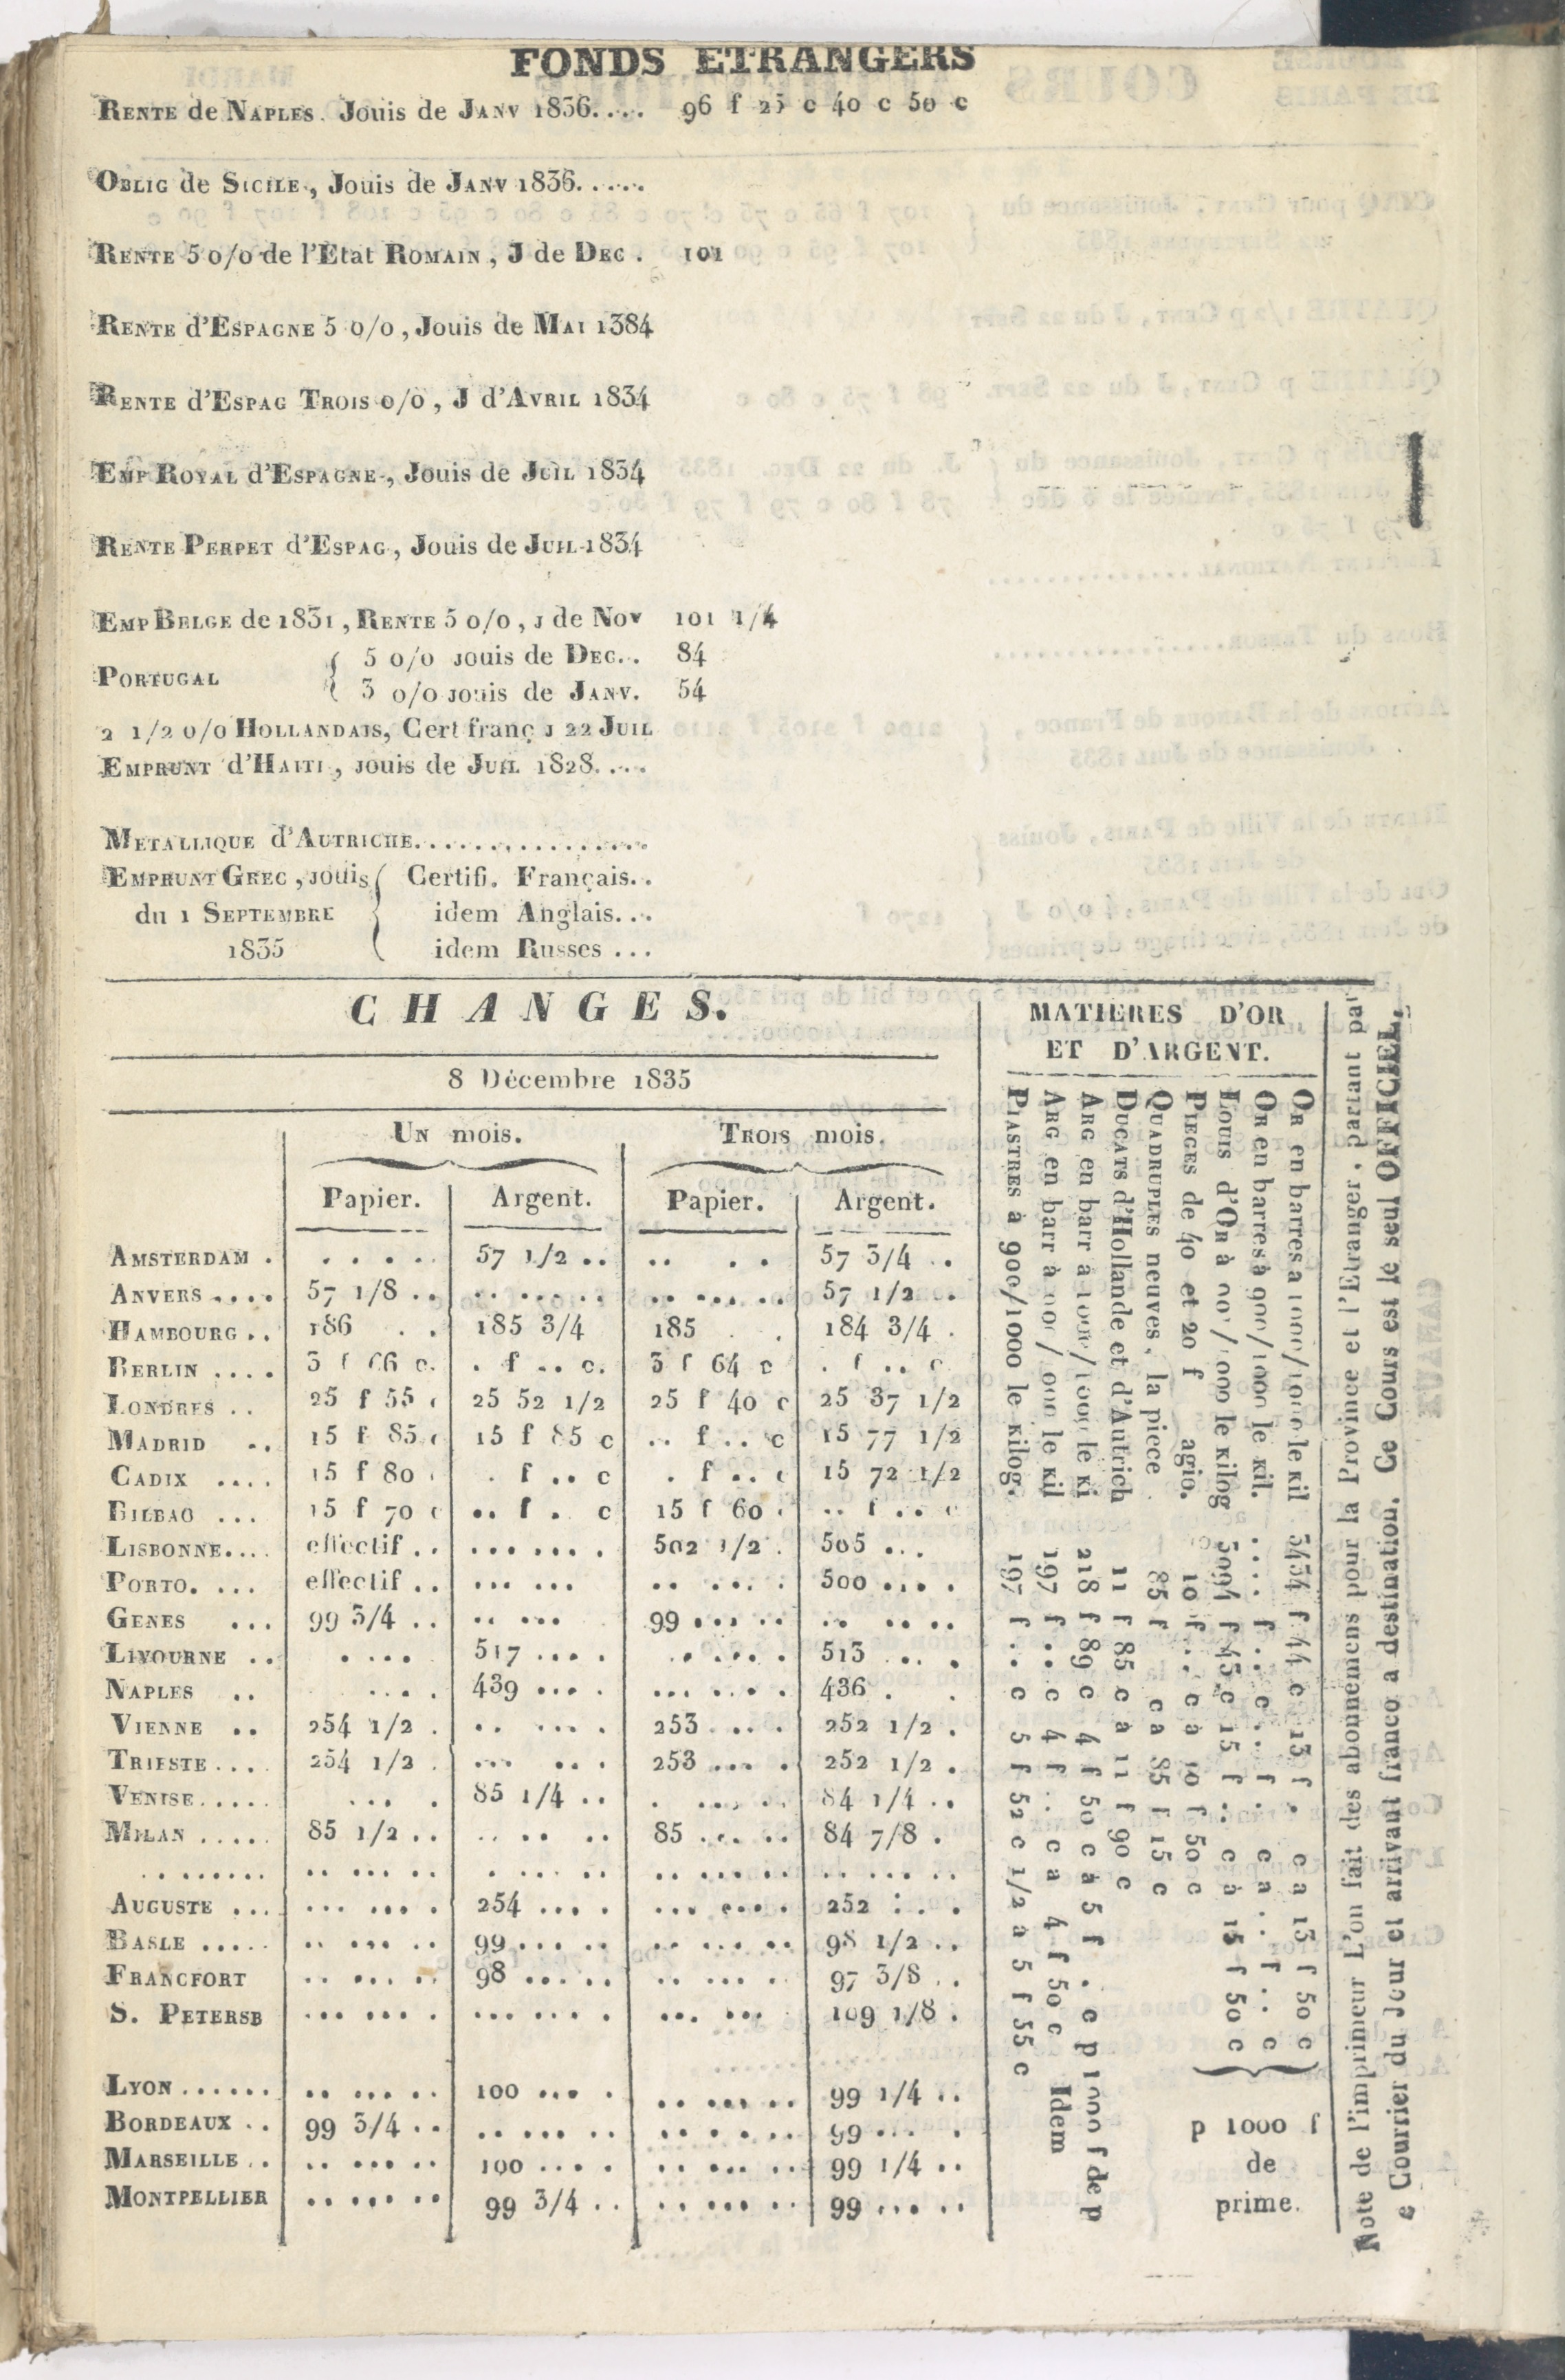 FONDS ETRANGERS
RENTE de NAPLES. Jouis de JANV 1836.... 96 f 25 c 40 c 50 c
OBLIG de SICILE, Jouis de JANV 1836......
RENTE 5 0/0 de l'Etat ROMAIN, J de DEC . 101
RENTE d'ESPAGNE 5 0/0, Jouis de MAI 1384
RENTE d'ESPAG TROIS 0/0, J d'AVRIL 1834
EMP ROYAL d'ESPAGNE, Jouis de JUIL 1834
RENTE PERPET d'ESPAG, Jouis de JUIL 1834
EMP BELGE de 1831, RENTE 5 0/0, J de NOV 101 1/4
PORTUGAL { 5 0/0 jouis de DEC... 84
3 0/0 jouis de JANV. 54
2 1/2 0/0 HOLLANDAIS, Cert franç J 22 JUIL
EMPRUNT d'HAITI, jouis de JUIL 1828....
METALLIQUE d'AUTRICHE.................
EMPRUNT GREC, jouis { Certifi. Français..
du 1 SEPTEMBRE idem Anglais...
1835 idem Russes ...
CHANGES.
8 Décembre 1835
UN mois. TROIS mois.
Papier. Argent. Papier. Argent.
AMSTERDAM . .... 57 1/2 .. .. .. 57 3/4 ..
ANVERS .... 57 1/8 .. ....... ....... 57 1/2 ..
HAMBOURG .. 186 .. 185 3/4 185 .. 184 3/4 .
BERLIN .... 3 f 66 c. . f .. c. 3 f 64 c . f .. c
LONDRES .. 25 f 55 c 25 52 1/2 25 f 40 c 25 37 1/2
MADRID .. 15 f 85 c 15 f 85 c .. f .. c 15 77 1/2
CADIX .... 15 f 80 . f .. c . f .. c 15 72 1/2
BILBAO ... 15 f 70 c .. f . c 15 f 60 .. f .. c
LISBONNE.... effectif .. ....... 502 1/2 . 505 ...
PORTO. ... effectif .. ... ... .. .... 500 .... .
GENES ... 99 3/4 .. .. ... 99 ... .. .. .. ..
LIVOURNE .. .... 517 .... . .... . 513 ... .
NAPLES .. .... 439 ... . ... .. . 436 . .
VIENNE .. 254 1/2 . .. ... . 253 ... . 252 1/2 .
TRIESTE .... 254 1/2 . ... .. . 253 ... . 252 1/2 .
VENISE..... ... . 85 1/4 .. . ... .. 84 1/4 ..
MILAN ..... 85 1/2 .. .. .. .. 85 ... .. 84 7/8 .
........ .. ... .. . ... .. .. ... .. .. ... ..
AUGUSTE ... ... ... . 254 .... . ... .... 252 . . .
BASLE ..... .. ... .. 99 ... .. .. ... .. 98 1/2 ..
FRANCFORT .. ... .. 98 ... .. .. ... . 97 3/8 ..
S. PETERSB ... ... . ... ... . ... ... 109 1/8 .
LYON ...... .. ... .. 100 ... . .. ... .. 99 1/4 ..
BORDEAUX .. 99 3/4 .. .. ... .. .. . . .. 99 ... .
MARSEILLE .. .. ... .. 100 .... . .. ... .. 99 1/4 ..
MONTPELLIER .. ... .. 99 3/4 .. .. ... .. 99 ... ..
MATIERES D'OR
ET D'ARGENT.
OR en barres a 1000/1000 le KIL 3434 f 44 c 13 f . c a 13 f 50 c
OR en barres à 900/1000 le KIL. .... f .. c .. f . c a .. f .. c
LOUIS d'OR à /1000 le KILOG 3094 f 45 c 15 f .. c à 15 f 50 c
PIECES de 40 et 20 f agio. 10 f .. c à 10 f 50 c
p 1000 f
de
prime.
QUADRUPLES neuves, la piece . 85 f c a 85 f 15 c
DUCATS d'Hollande et d'Autrich 11 f 85 c à 11 f 90 c
ARG en barr à 1000/1000 le KI 218 f 89 c 4 f 50 c à 5 f . c p 1000 f de p
ARG en barr à /1000 le KIL 197 f .. c 4 f .. c a 4 f 50 c Idem
PIASTRES à 900/1000 le KILOG. 197 f .. c 5 f 52 c 1/2 a 5 f 55 c
Note de l'imprimeur L'on fait des abonnemens pour la Province et l'Etranger, partant par
e Courrier du Jour et arrivant franco a destination. Ce Cours est le seul OFFICIEL.